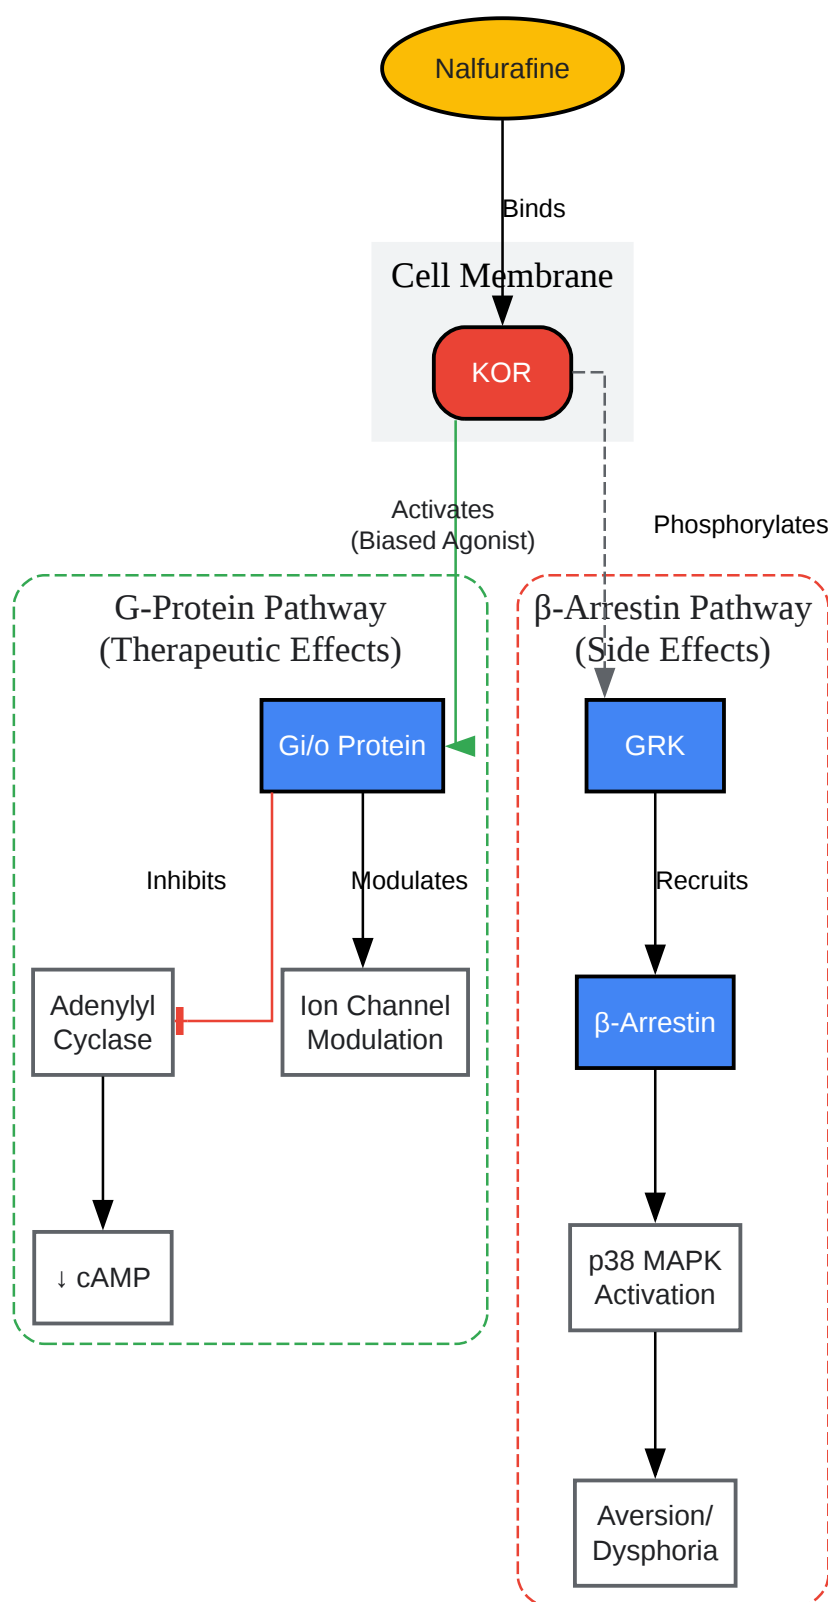 Nalfurafine
Binds
Cell Membrane
KOR
Activates
(Biased Agonist)
Phosphorylates
G-Protein Pathway
(Therapeutic Effects)
β-Arrestin Pathway
(Side Effects)
Gi/o Protein
GRK
Inhibits
Modulates
Recruits
Adenylyl
Cyclase
Ion Channel
Modulation
β-Arrestin
↓ cAMP
p38 MAPK
Activation
Aversion/
Dysphoria